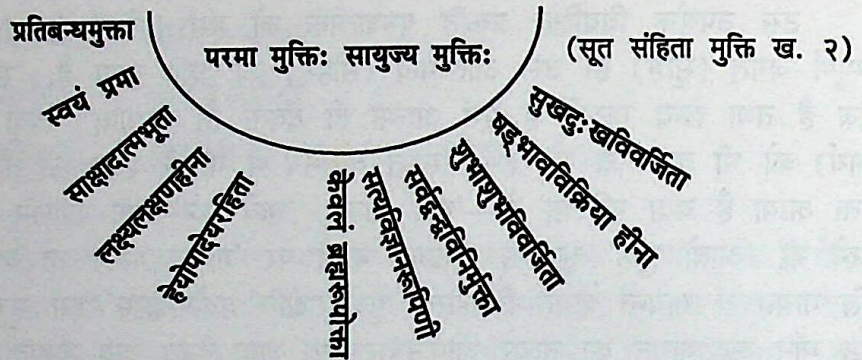 प्रतिबन्धमुक्ता
परमा मुक्तिः सायुज्य मुक्तिः
(सूत संहिता मुक्ति ख. २)
स्वयं प्रमा
साक्षादात्मभूता
लक्ष्यलक्षणहीना
हेयोपादेयरहिता
केवलं ब्रह्मरूपोक्ता
सत्यविज्ञानरूपिणी
सर्वद्वन्द्वविनिर्मुक्ता
शुभाशुभविवर्जिता
षड्भावविक्रिया हीना
सुखदुःखविवर्जिता